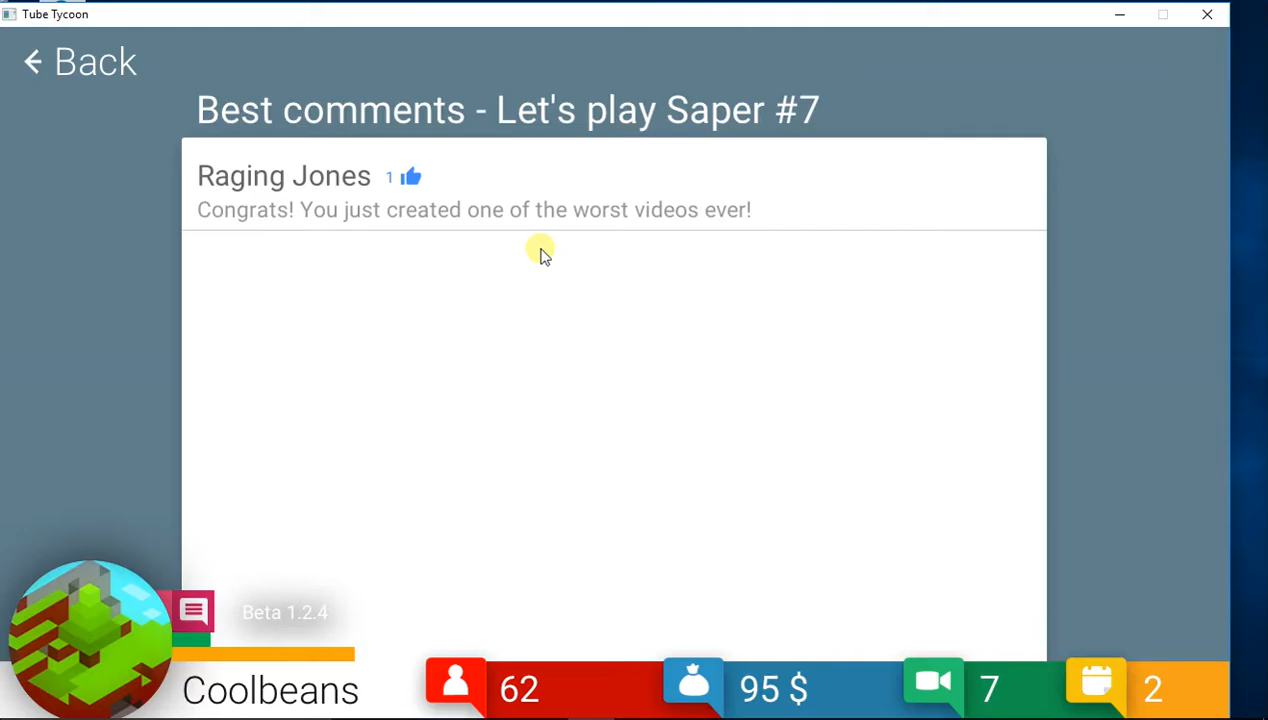 Tube Tycoon
Back
Best comments - Let's play Saper #7
Raging Jones 1
Congrats! You just created one of the worst videos ever!
Beta 1.2.4
Coolbeans 62 95 $ 7 2